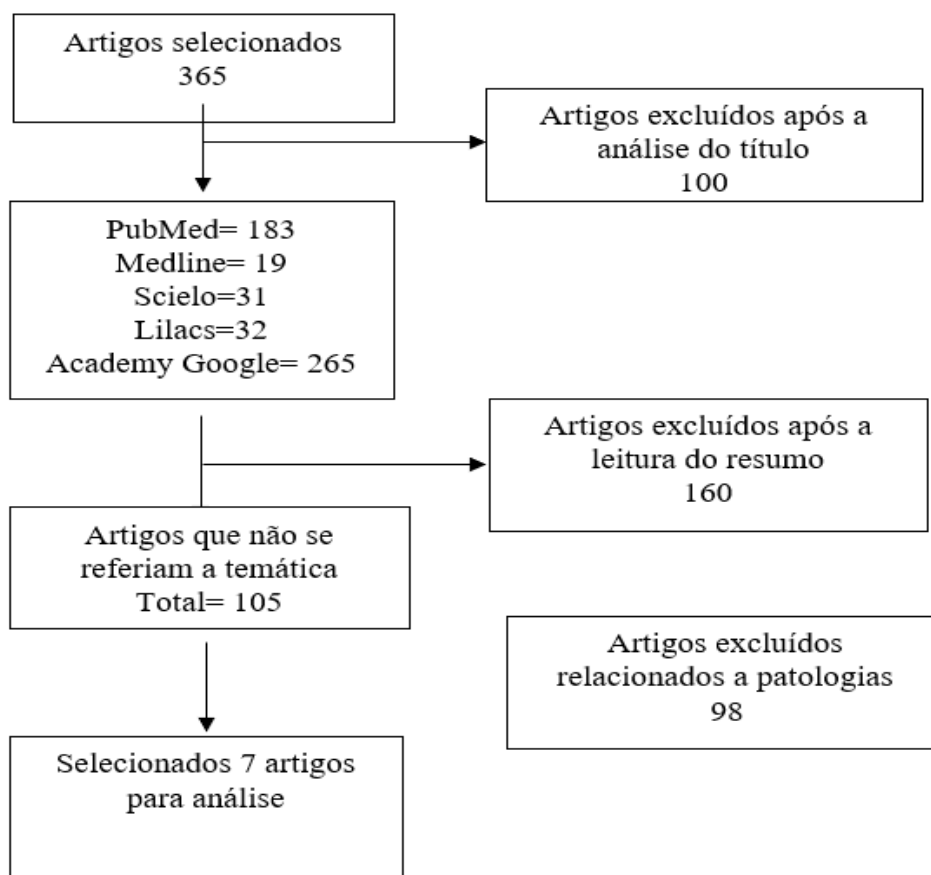 Artigos selecionados
365
Artigos excluídos após a
análise do título
100
PubMed= 183
Medline= 19
Scielo=31
Lilacs=32
Academy Google= 265
Artigos excluídos após a
leitura do resumo
160
Artigos que não se
referiam a temática
Total= 105
Artigos excluídos
relacionados a patologias
98
Selecionados 7 artigos
para análise